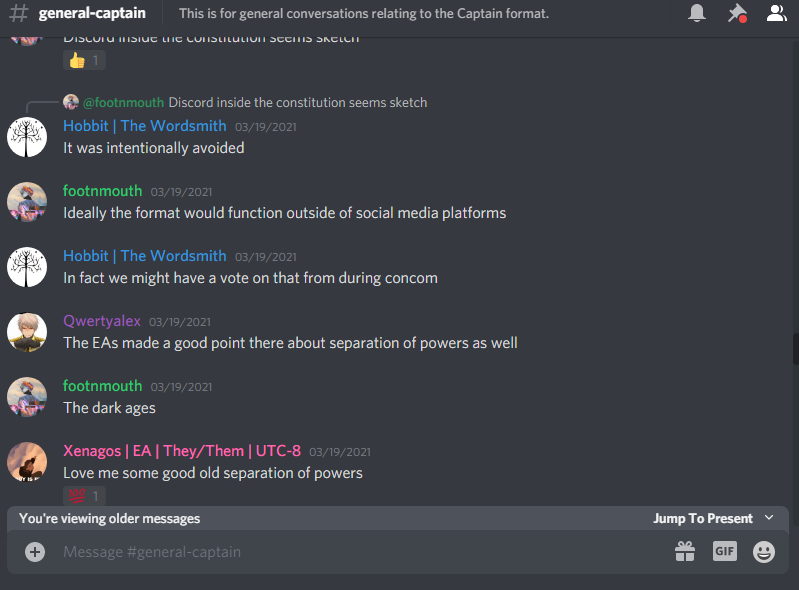 # general-captain This is for general conversations relating to the Captain format.
Discord inside the constitution seems sketch
👍 1
@footnmouth Discord inside the constitution seems sketch
Hobbit | The Wordsmith 03/19/2021
It was intentionally avoided
footnmouth 03/19/2021
Ideally the format would function outside of social media platforms
Hobbit | The Wordsmith 03/19/2021
In fact we might have a vote on that from during concom
Qwertyalex 03/19/2021
The EAs made a good point there about separation of powers as well
footnmouth 03/19/2021
The dark ages
Xenagos | EA | They/Them | UTC-8 03/19/2021
Love me some good old separation of powers
💯 1
You're viewing older messages Jump To Present
Message #general-captain GIF